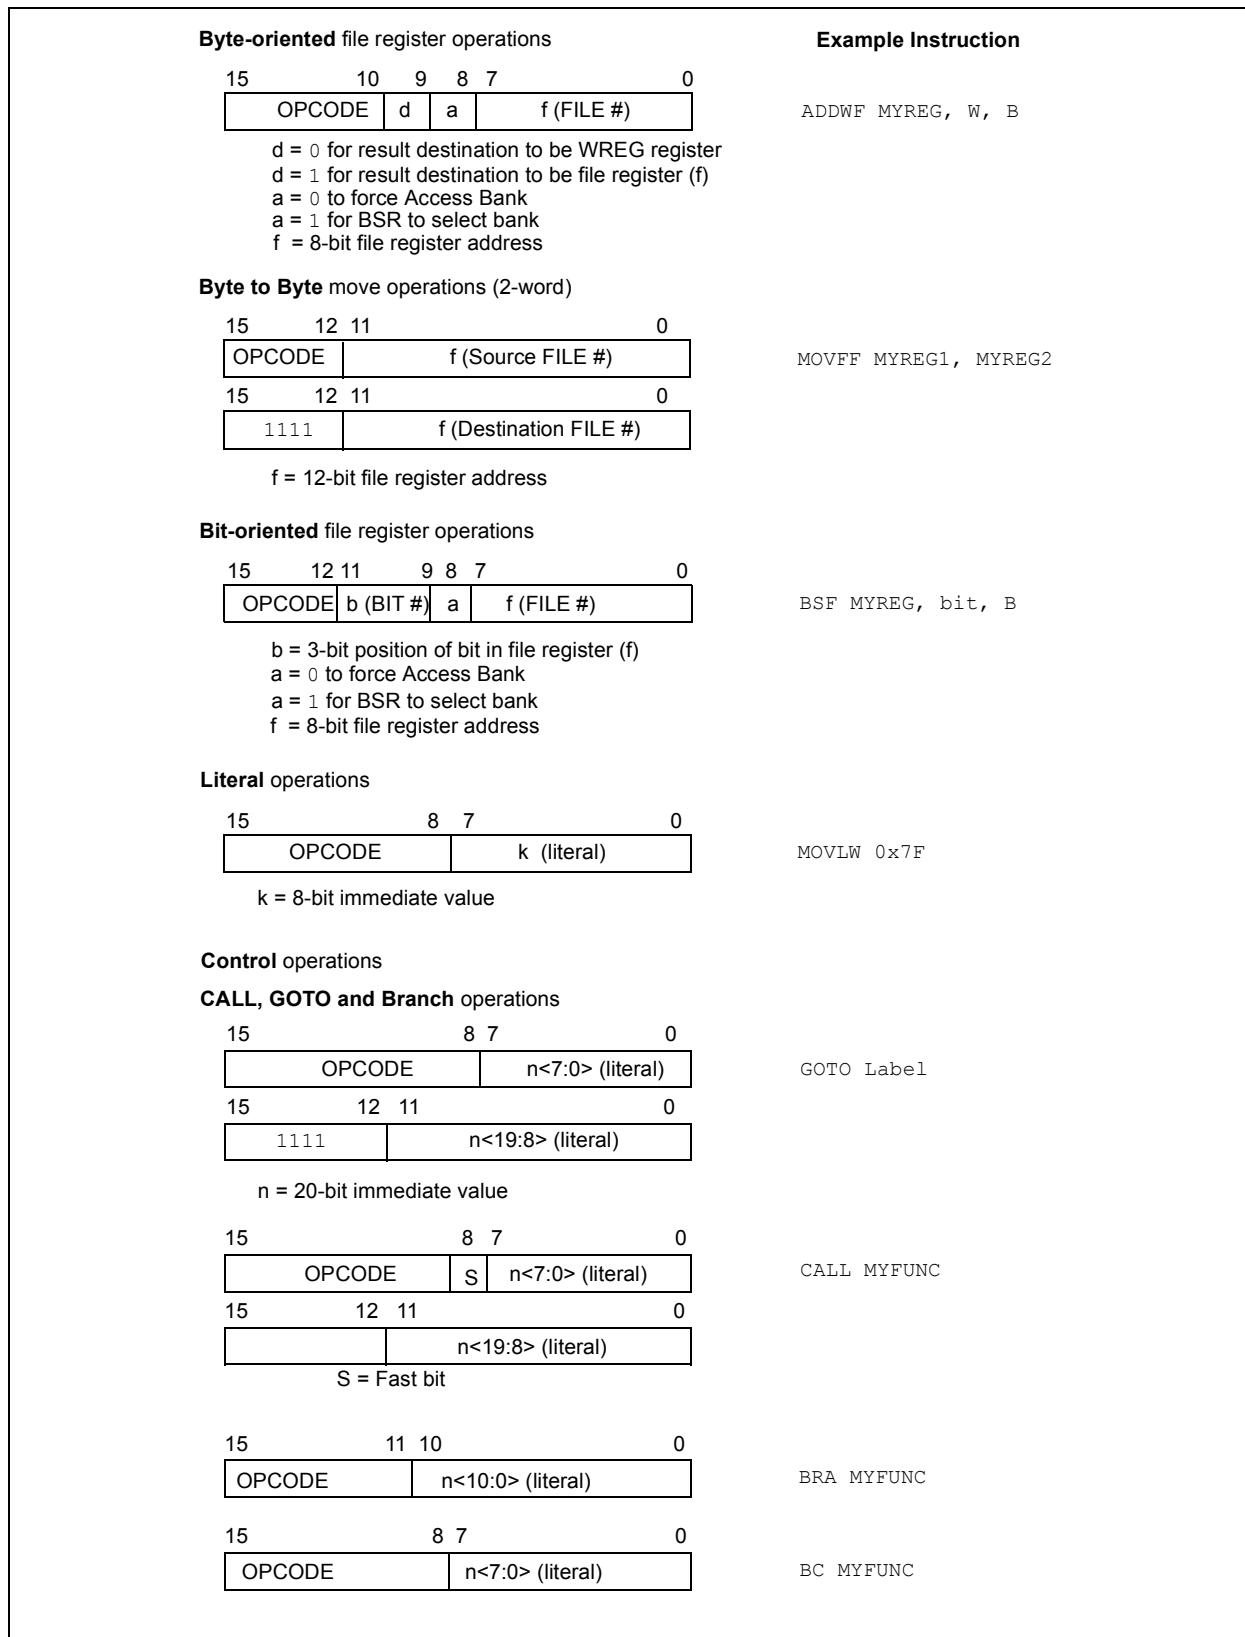 Byte-oriented file register operations Example Instruction
15 10 9 8 7 0
OPCODE d a f (FILE #) ADDWF MYREG, W, B
d = 0 for result destination to be WREG register
d = 1 for result destination to be file register (f)
a = 0 to force Access Bank
a = 1 for BSR to select bank
f = 8-bit file register address
Byte to Byte move operations (2-word)
15 12 11 0
OPCODE f (Source FILE #) MOVFF MYREG1, MYREG2
15 12 11 0
1111 f (Destination FILE #)
f = 12-bit file register address
Bit-oriented file register operations
15 12 11 9 8 7 0
OPCODE b (BIT #) a f (FILE #) BSF MYREG, bit, B
b = 3-bit position of bit in file register (f)
a = 0 to force Access Bank
a = 1 for BSR to select bank
f = 8-bit file register address
Literal operations
15 8 7 0
OPCODE k (literal) MOVLW 0x7F
k = 8-bit immediate value
Control operations
CALL, GOTO and Branch operations
15 8 7 0
OPCODE n<7:0> (literal) GOTO Label
15 12 11 0
1111 n<19:8> (literal)
n = 20-bit immediate value
15 8 7 0
OPCODE S n<7:0> (literal) CALL MYFUNC
15 12 11 0
n<19:8> (literal)
S = Fast bit
15 11 10 0
OPCODE n<10:0> (literal) BRA MYFUNC
15 8 7 0
OPCODE n<7:0> (literal) BC MYFUNC